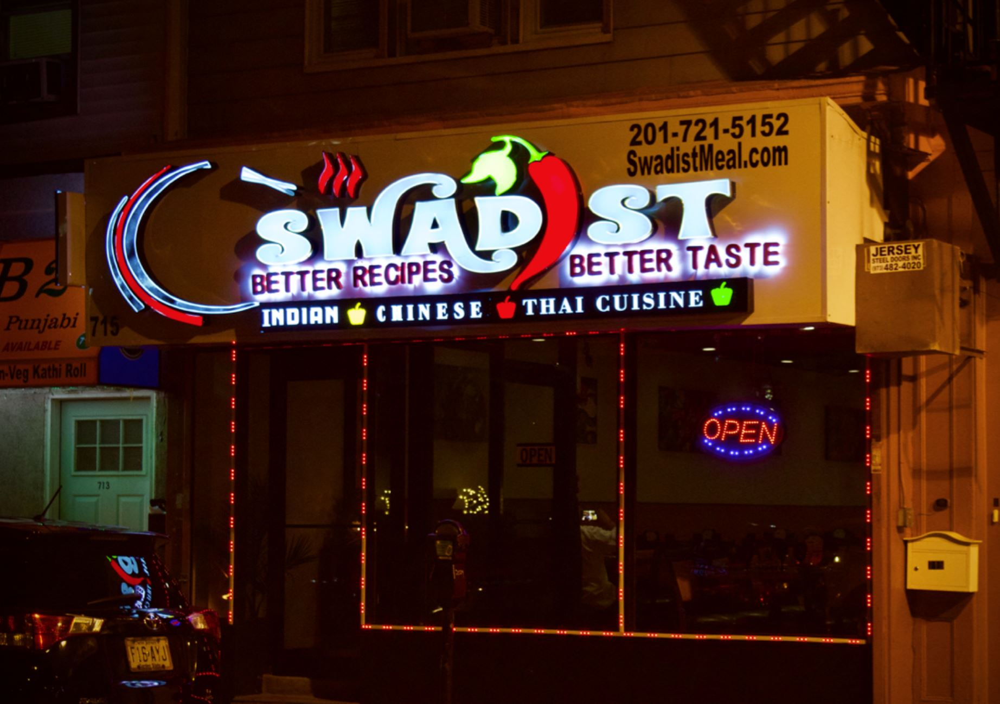 201-721-5152
SwadistMeal.com
SWADIST
BETTER RECIPES BETTER TASTE
INDIAN CHINESE THAI CUISINE
715
JERSEY
STEEL DOORS INC
(973) 482-4020
B2
Punjabi
AVAILABLE
n-Veg Kathi Roll
713
OPEN
OPEN
F16-AYJ